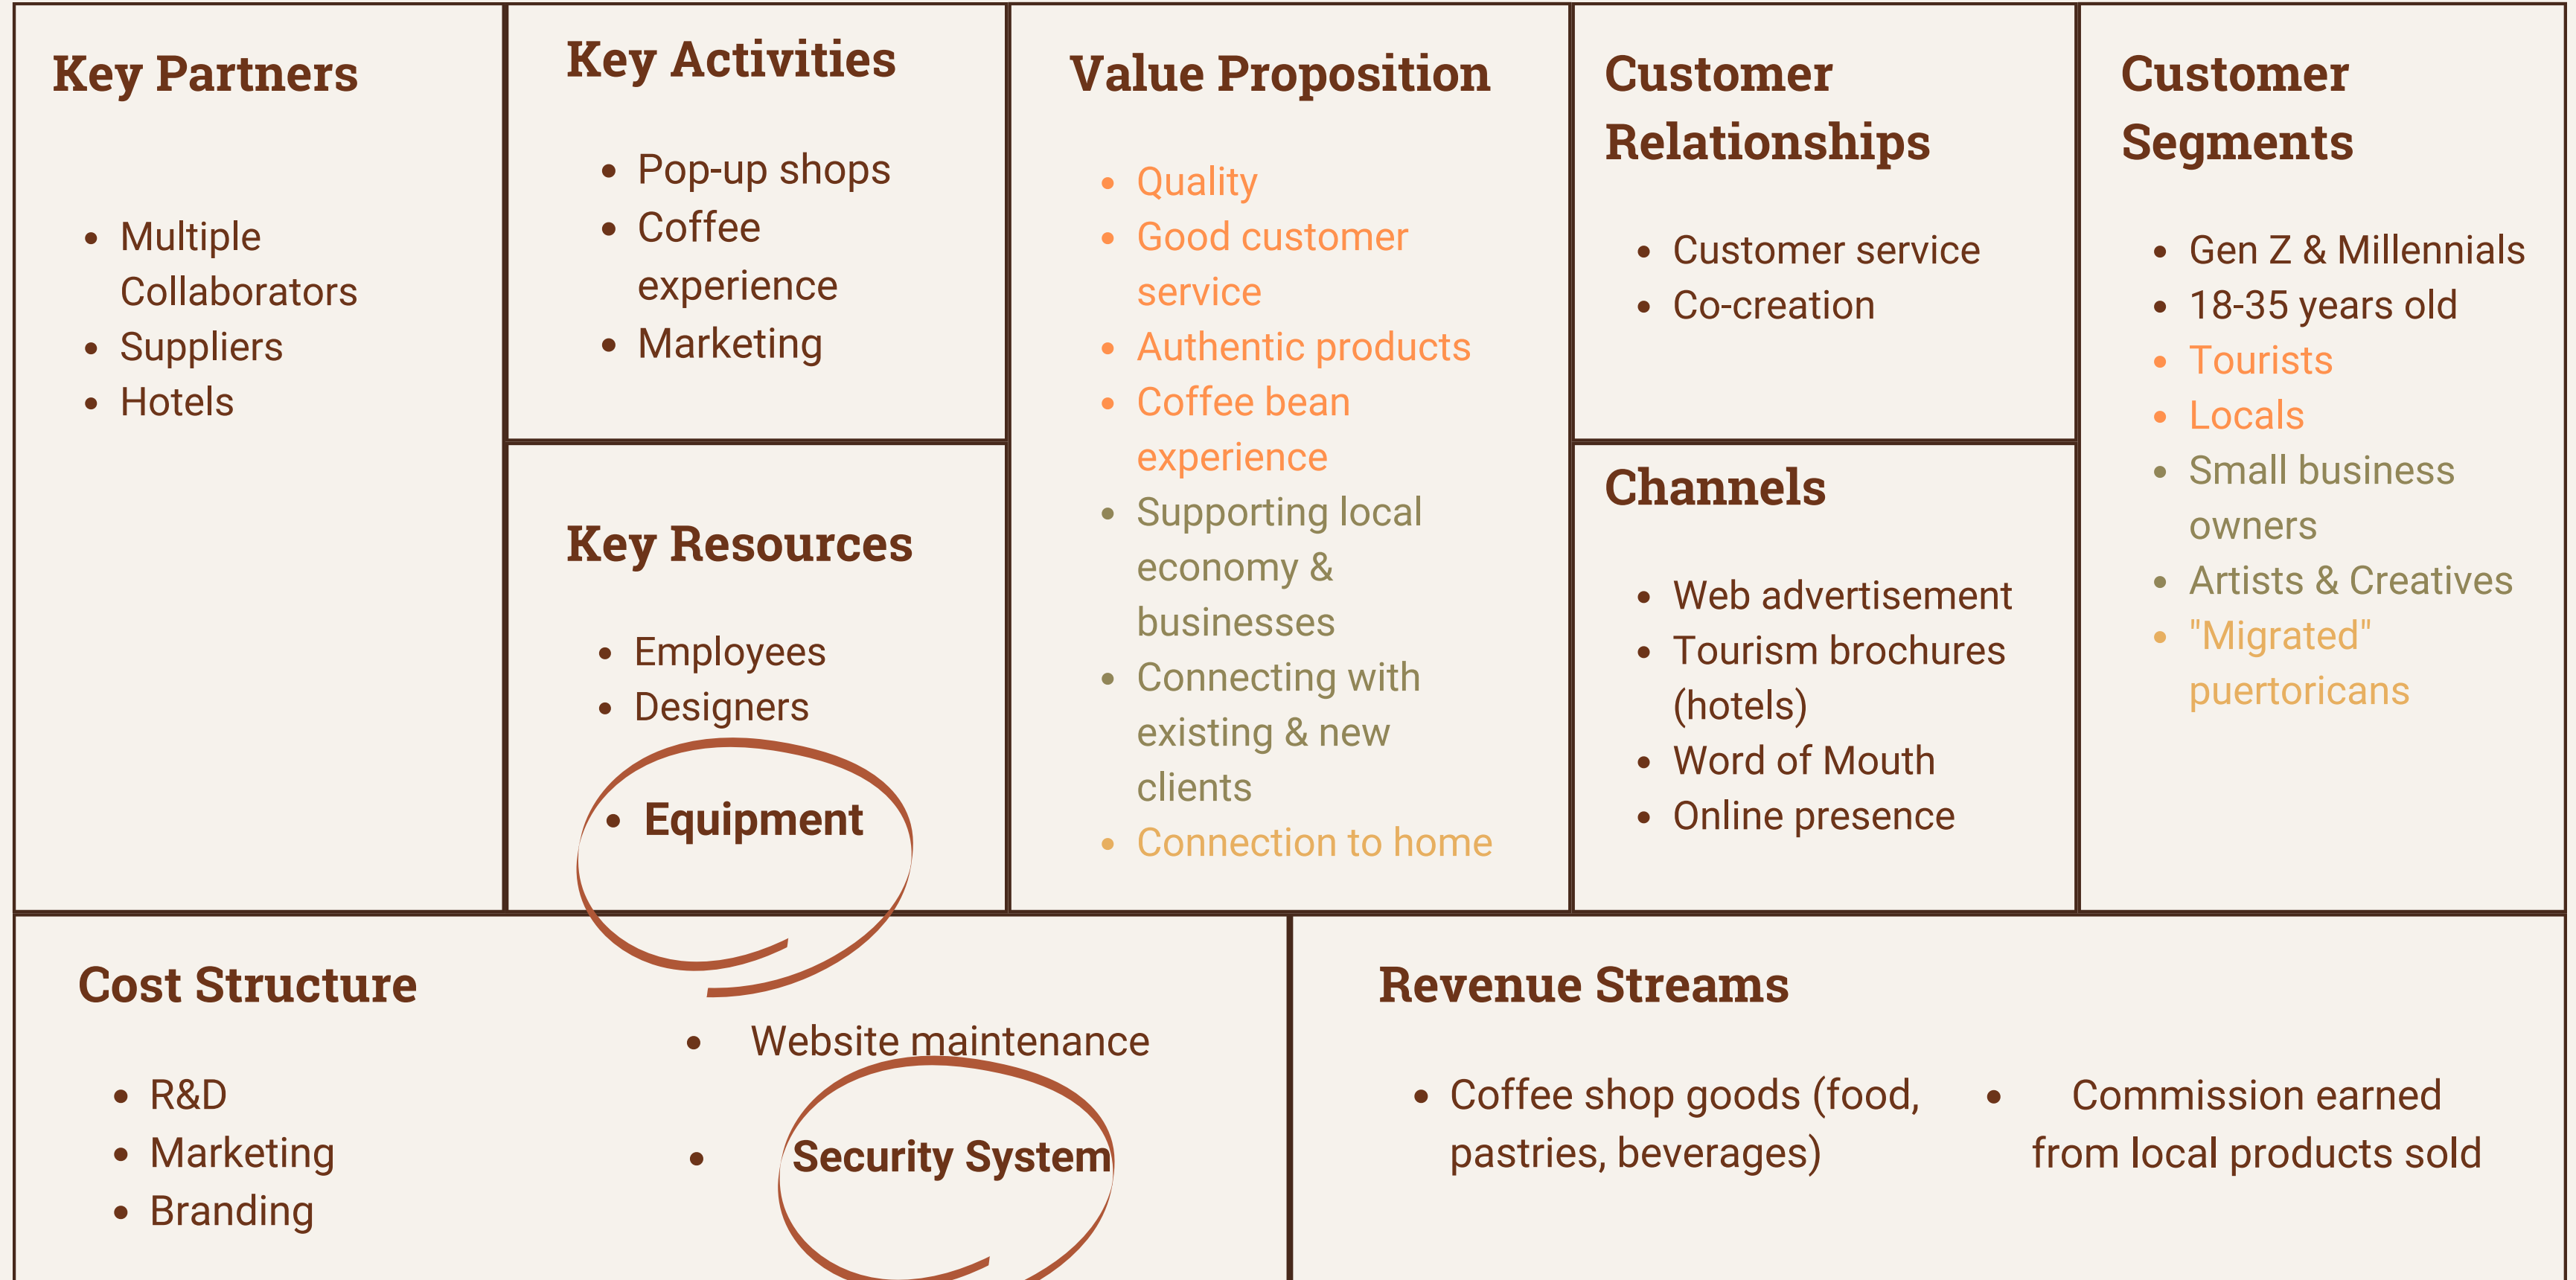 Key Partners
• Multiple
Collaborators
• Suppliers
• Hotels
Key Activities
• Pop-up shops
• Coffee
experience
• Marketing
Key Resources
• Employees
• Designers
• Equipment
Value Proposition
• Quality
• Good customer
service
• Authentic products
• Coffee bean
experience
• Supporting local
economy &
businesses
• Connecting with
existing & new
clients
• Connection to home
Customer
Relationships
• Customer service
• Co-creation
Channels
• Web advertisement
• Tourism brochures
(hotels)
• Word of Mouth
• Online presence
Customer
Segments
• Gen Z & Millennials
• 18-35 years old
• Tourists
• Locals
• Small business
owners
• Artists & Creatives
• "Migrated"
puertoricans
Cost Structure
• R&D
• Marketing
• Branding
• Website maintenance
• Security System
Revenue Streams
• Coffee shop goods (food,
pastries, beverages)
• Commission earned
from local products sold